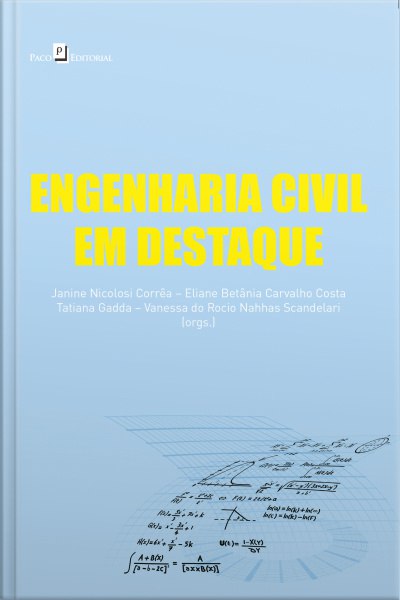 PACO P EDITORIAL
ENGENHARIA CIVIL
EM DESTAQUE
Janine Nicolosi Corrêa – Eliane Betânia Carvalho Costa
Tatiana Gadda – Vanessa do Rocio Nahhas Scandelari
(orgs.)